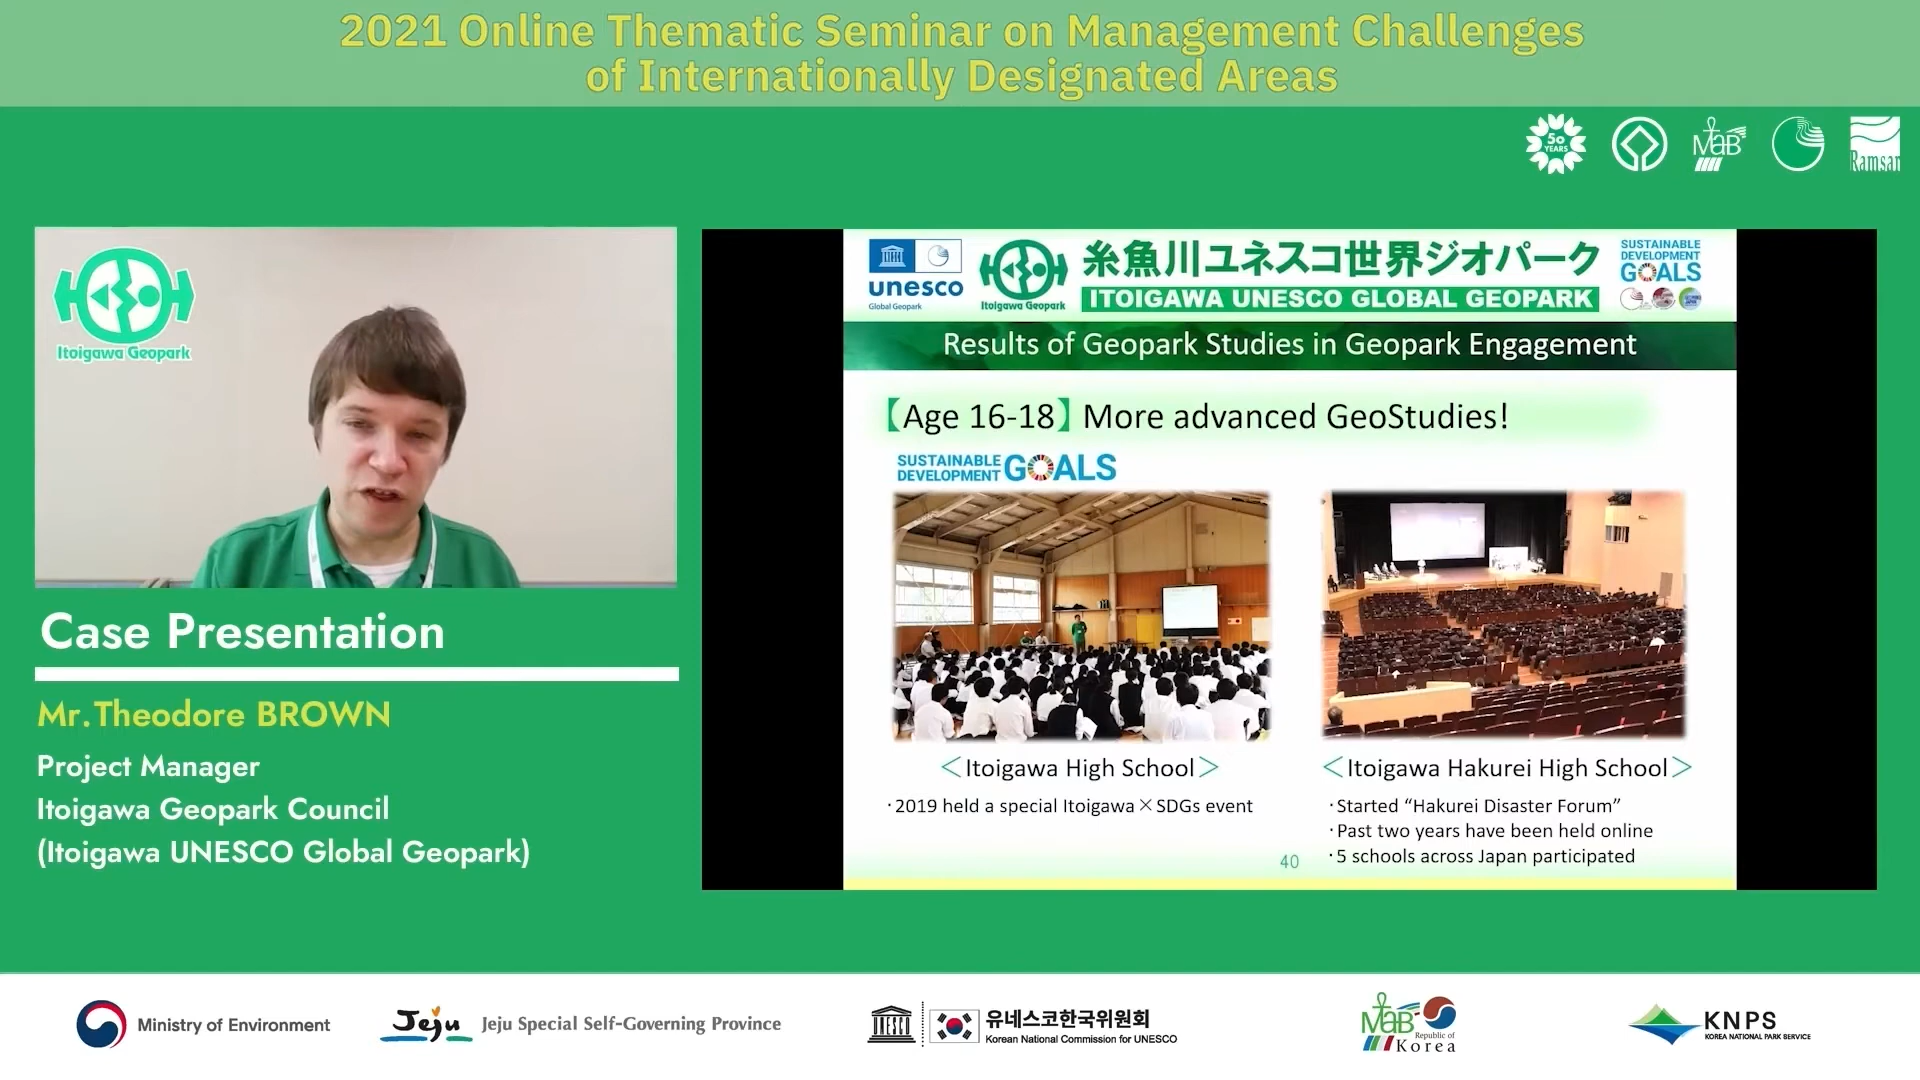 2021 Online Thematic Seminar on Management Challenges
of Internationally Designated Areas
50
YEARS
MaB
Ramsar
Itoigawa Geopark
Case Presentation
Mr.Theodore BROWN
Project Manager
Itoigawa Geopark Council
(Itoigawa UNESCO Global Geopark)
unesco
Global Geopark
Itoigawa Geopark
糸魚川ユネスコ世界ジオパーク
ITOIGAWA UNESCO GLOBAL GEOPARK
SUSTAINABLE
DEVELOPMENT
GOALS
Results of Geopark Studies in Geopark Engagement
【Age 16-18】More advanced GeoStudies!
SUSTAINABLE
DEVELOPMENT GOALS
＜Itoigawa High School＞
・2019 held a special Itoigawa×SDGs event
＜Itoigawa Hakurei High School＞
・Started “Hakurei Disaster Forum”
・Past two years have been held online
・5 schools across Japan participated
40
Ministry of Environment
Jeju
Jeju Special Self-Governing Province
UNESCO
유네스코한국위원회
Korean National Commission for UNESCO
MaB
Republic of
Korea
KNPS
KOREA NATIONAL PARK SERVICE